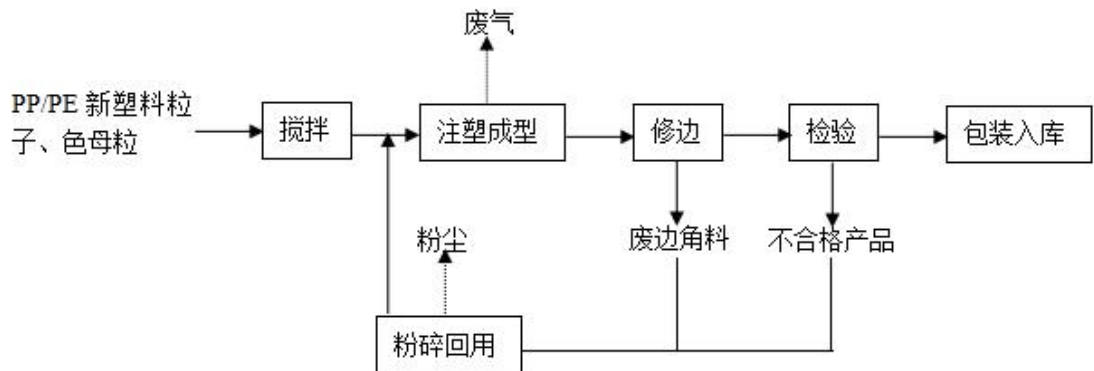 废气
PP/PE 新塑料粒
子、色母粒
搅拌
注塑成型
修边
检验
包装入库
粉尘
废边角料
不合格产品
粉碎回用